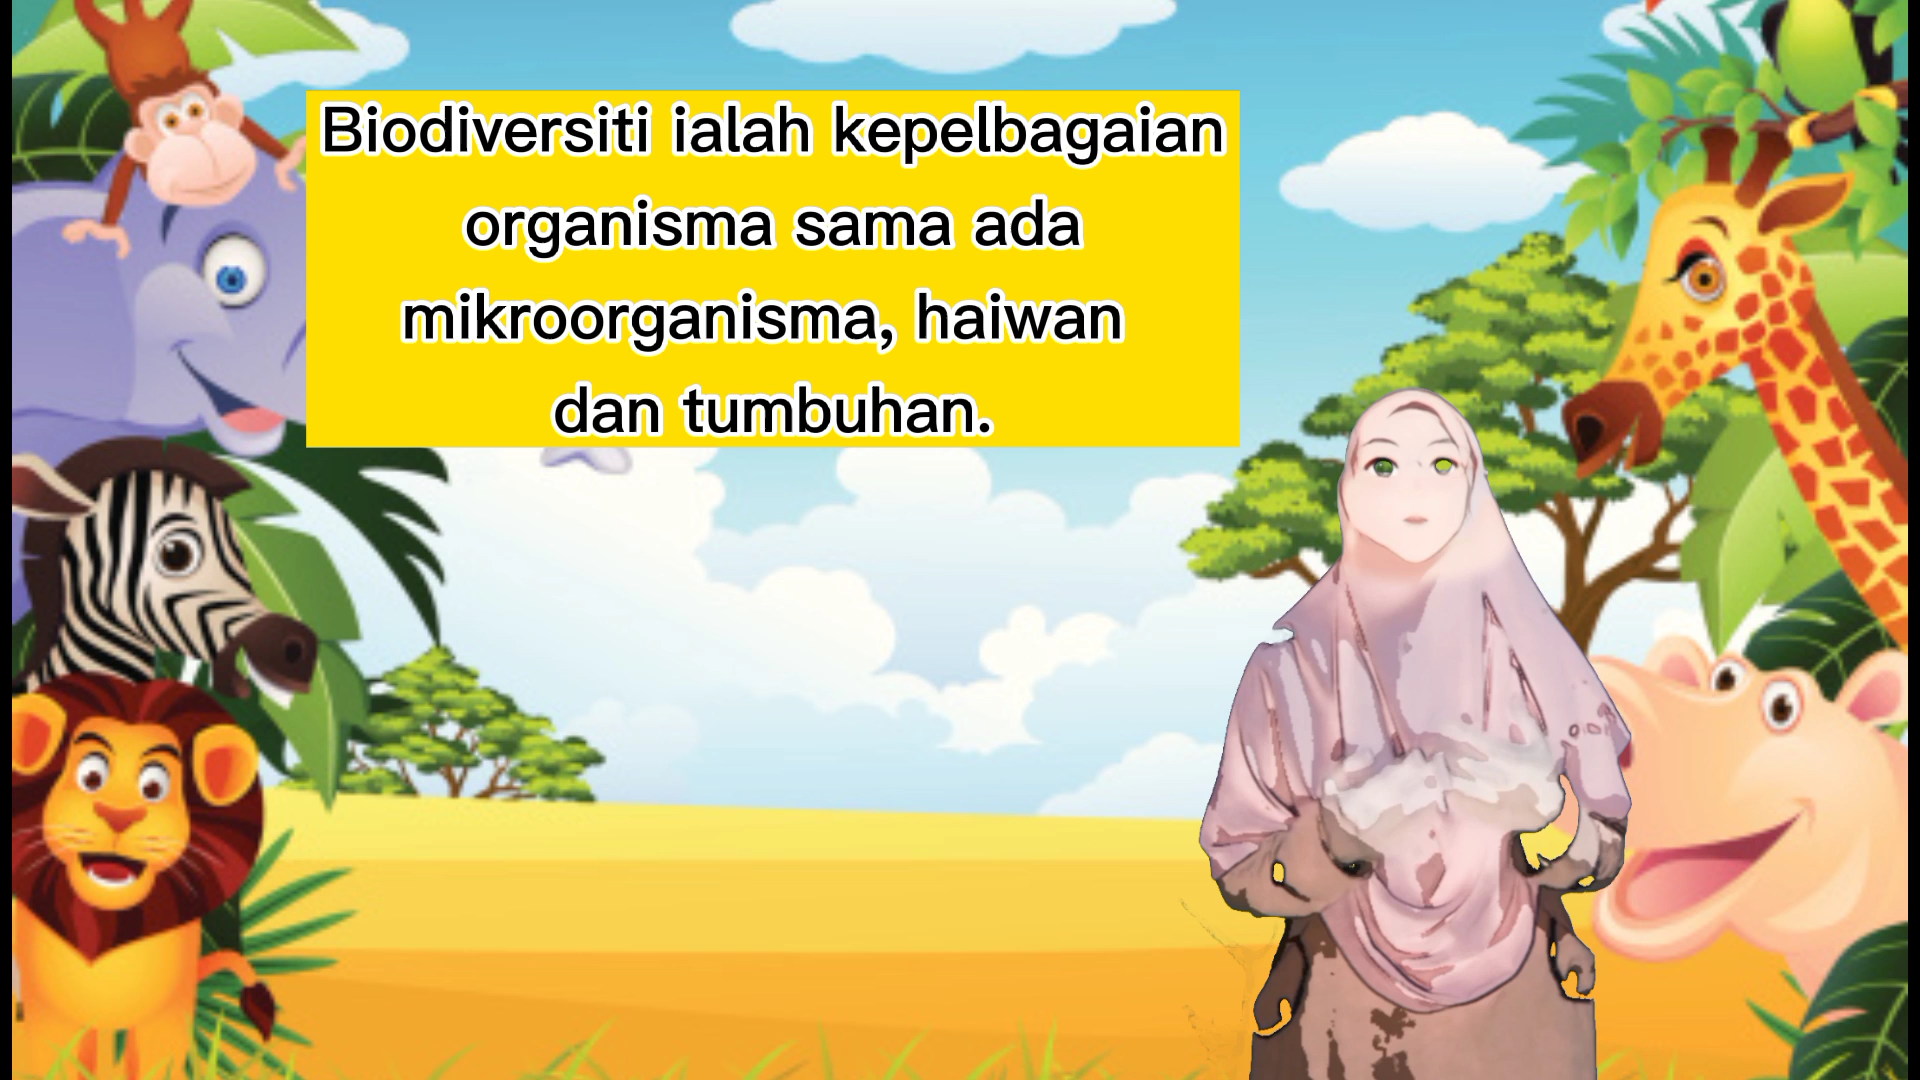 Biodiversiti ialah kepelbagaian
organisma sama ada
mikroorganisma, haiwan
dan tumbuhan.